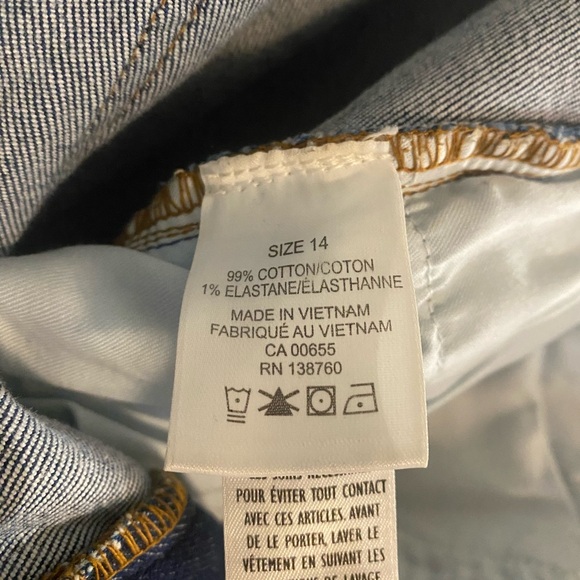 SIZE 14
99% COTTON/COTON
1% ELASTANE/ÉLASTHANNE
MADE IN VIETNAM
FABRIQUÉ AU VIETNAM
CA 00655
RN 138760
POUR ÉVITER TOUT CONTACT
AVEC CES ARTICLES. AVANT
DE LE PORTER, LAVER LE
VÊTEMENT EN SUIVANT LES